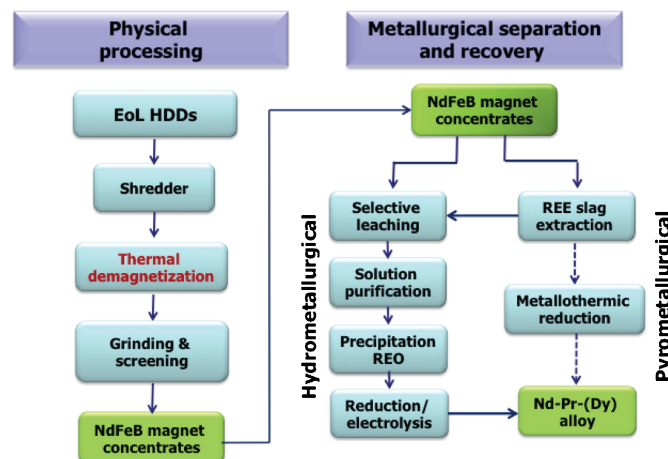 Physical
processing
EoL HDDs
Shredder
Thermal
demagnetization
Grinding &
screening
NdFeB magnet
concentrates
Metallurgical separation
and recovery
NdFeB magnet
concentrates
Hydrometallurgical
Selective
leaching
Solution
purification
Precipitation
REO
Reduction/
electrolysis
REE slag
extraction
Metallothermic
reduction
Nd-Pr-(Dy)
alloy
Pyrometallurgical